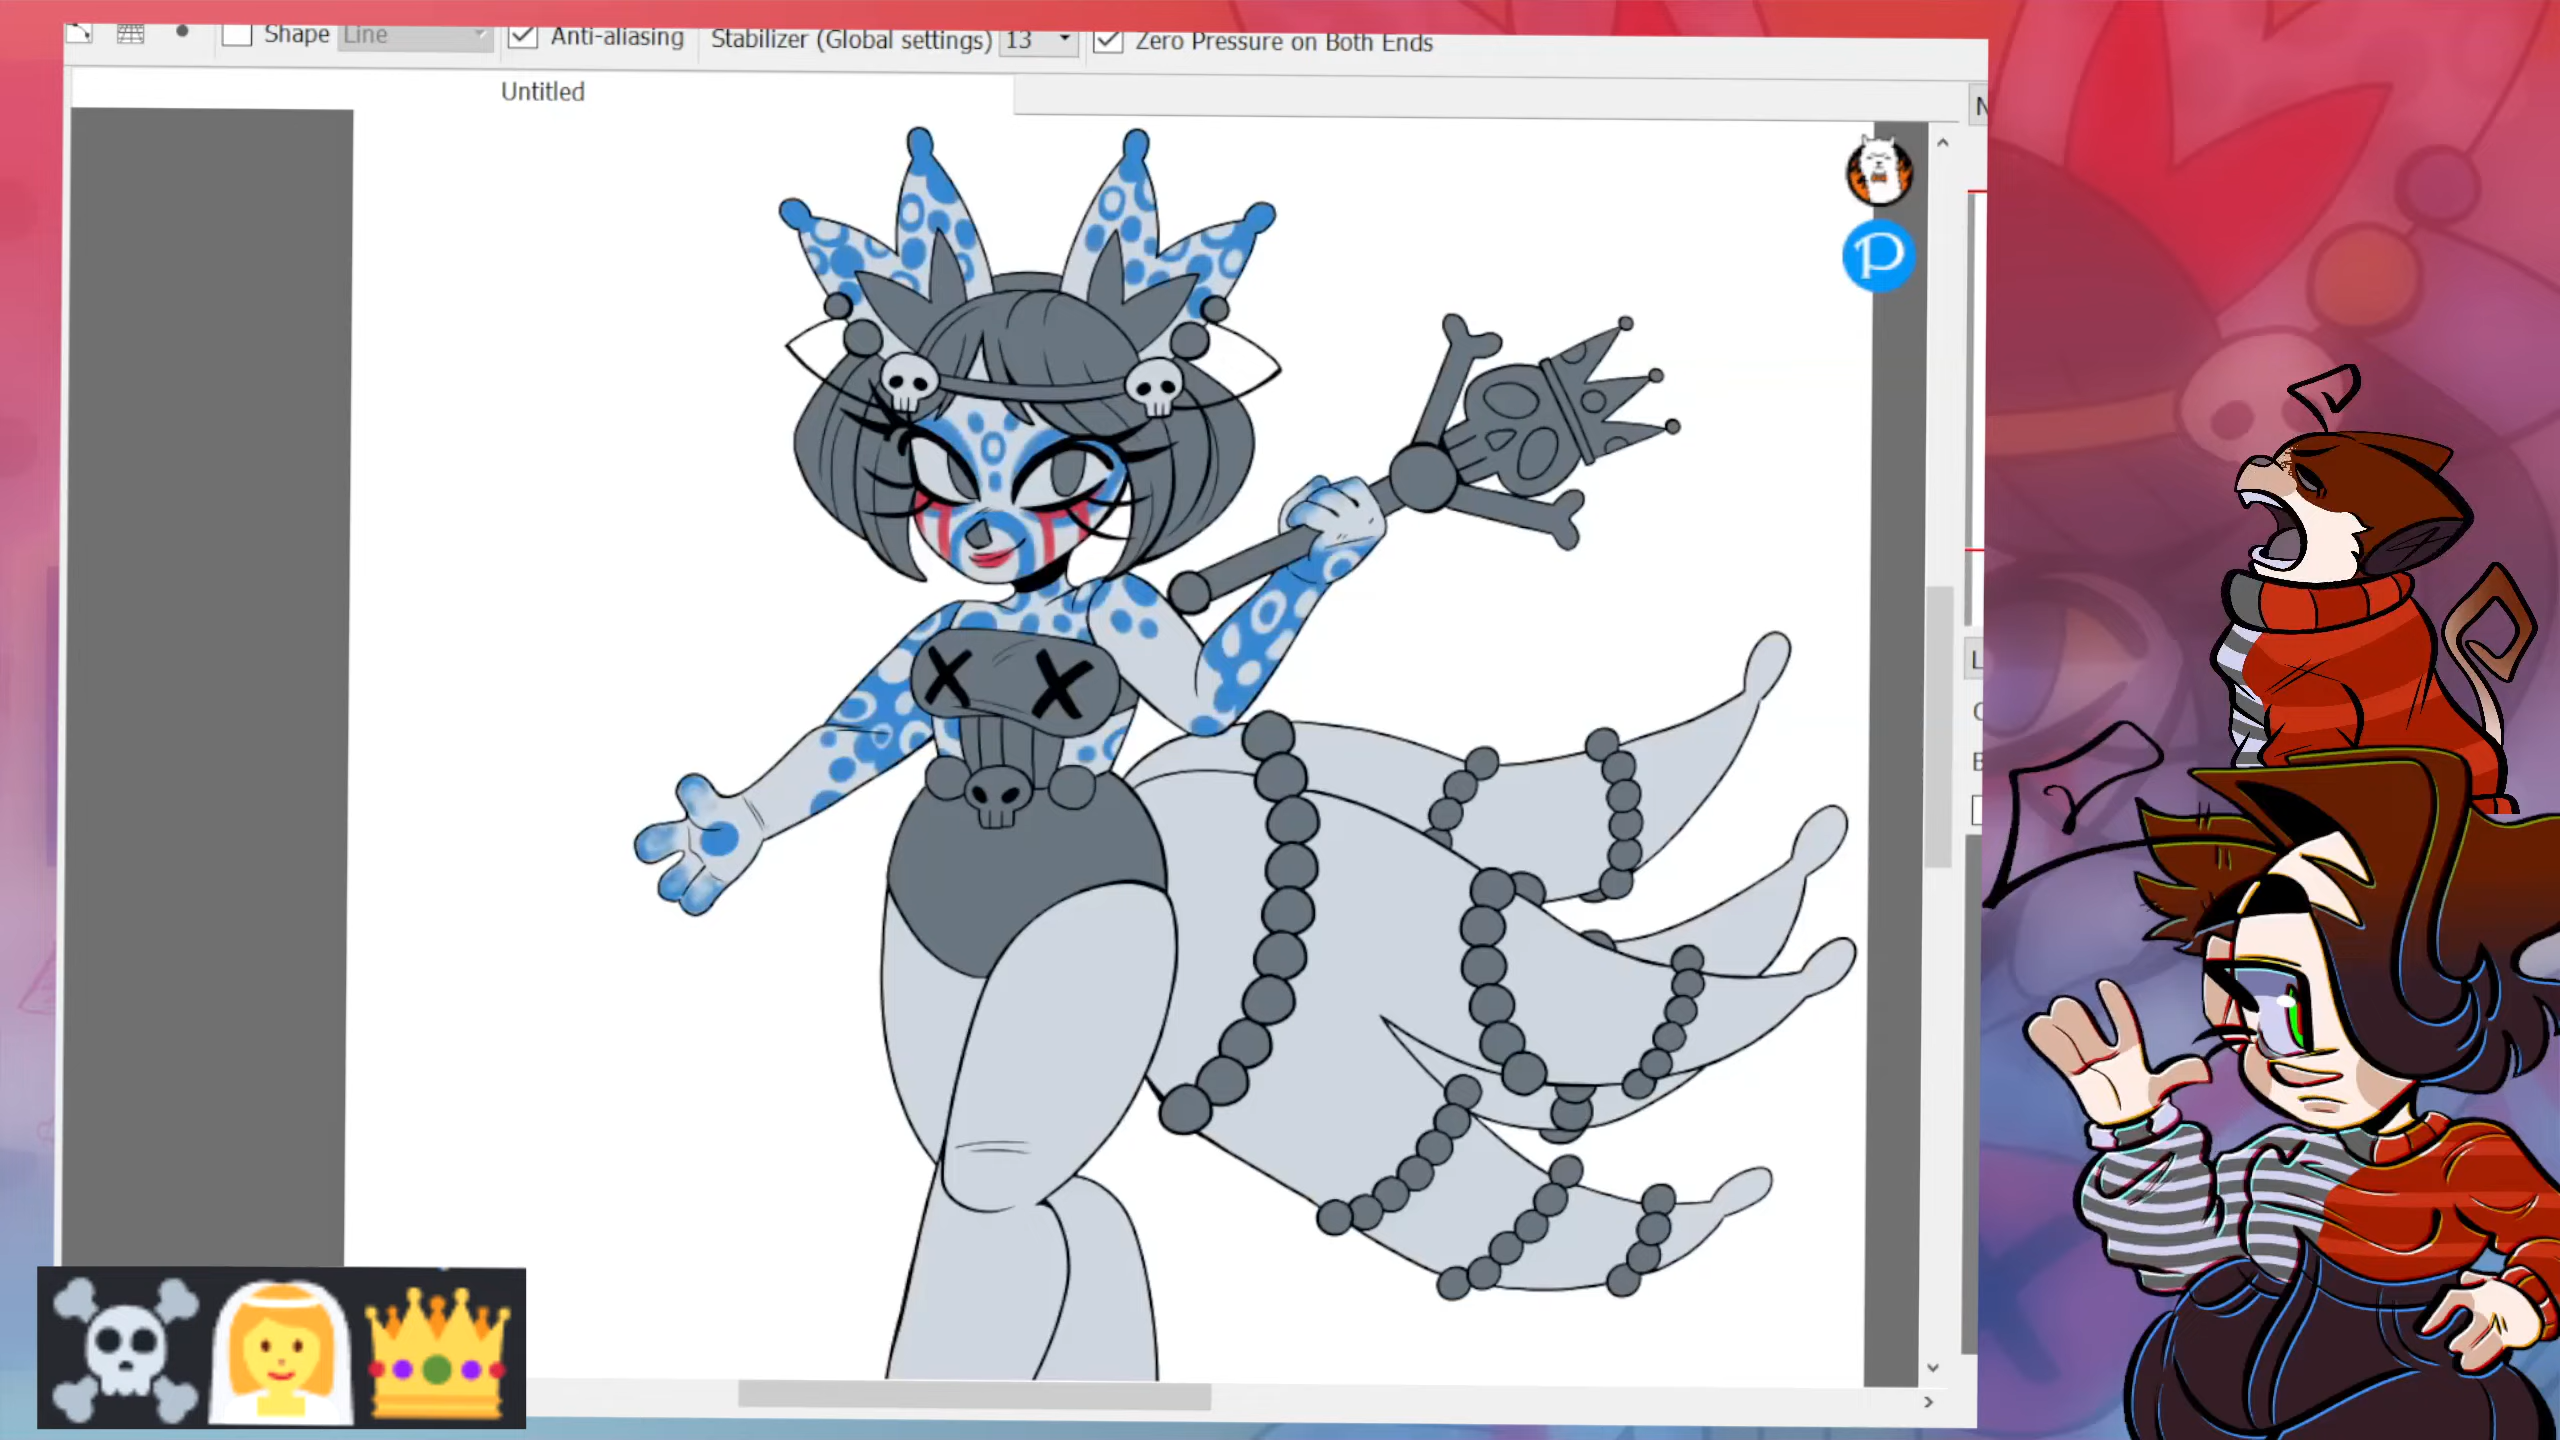 Shape Line Anti-aliasing Stabilizer (Global settings) 13 Zero Pressure on Both Ends
Untitled
N
P
L